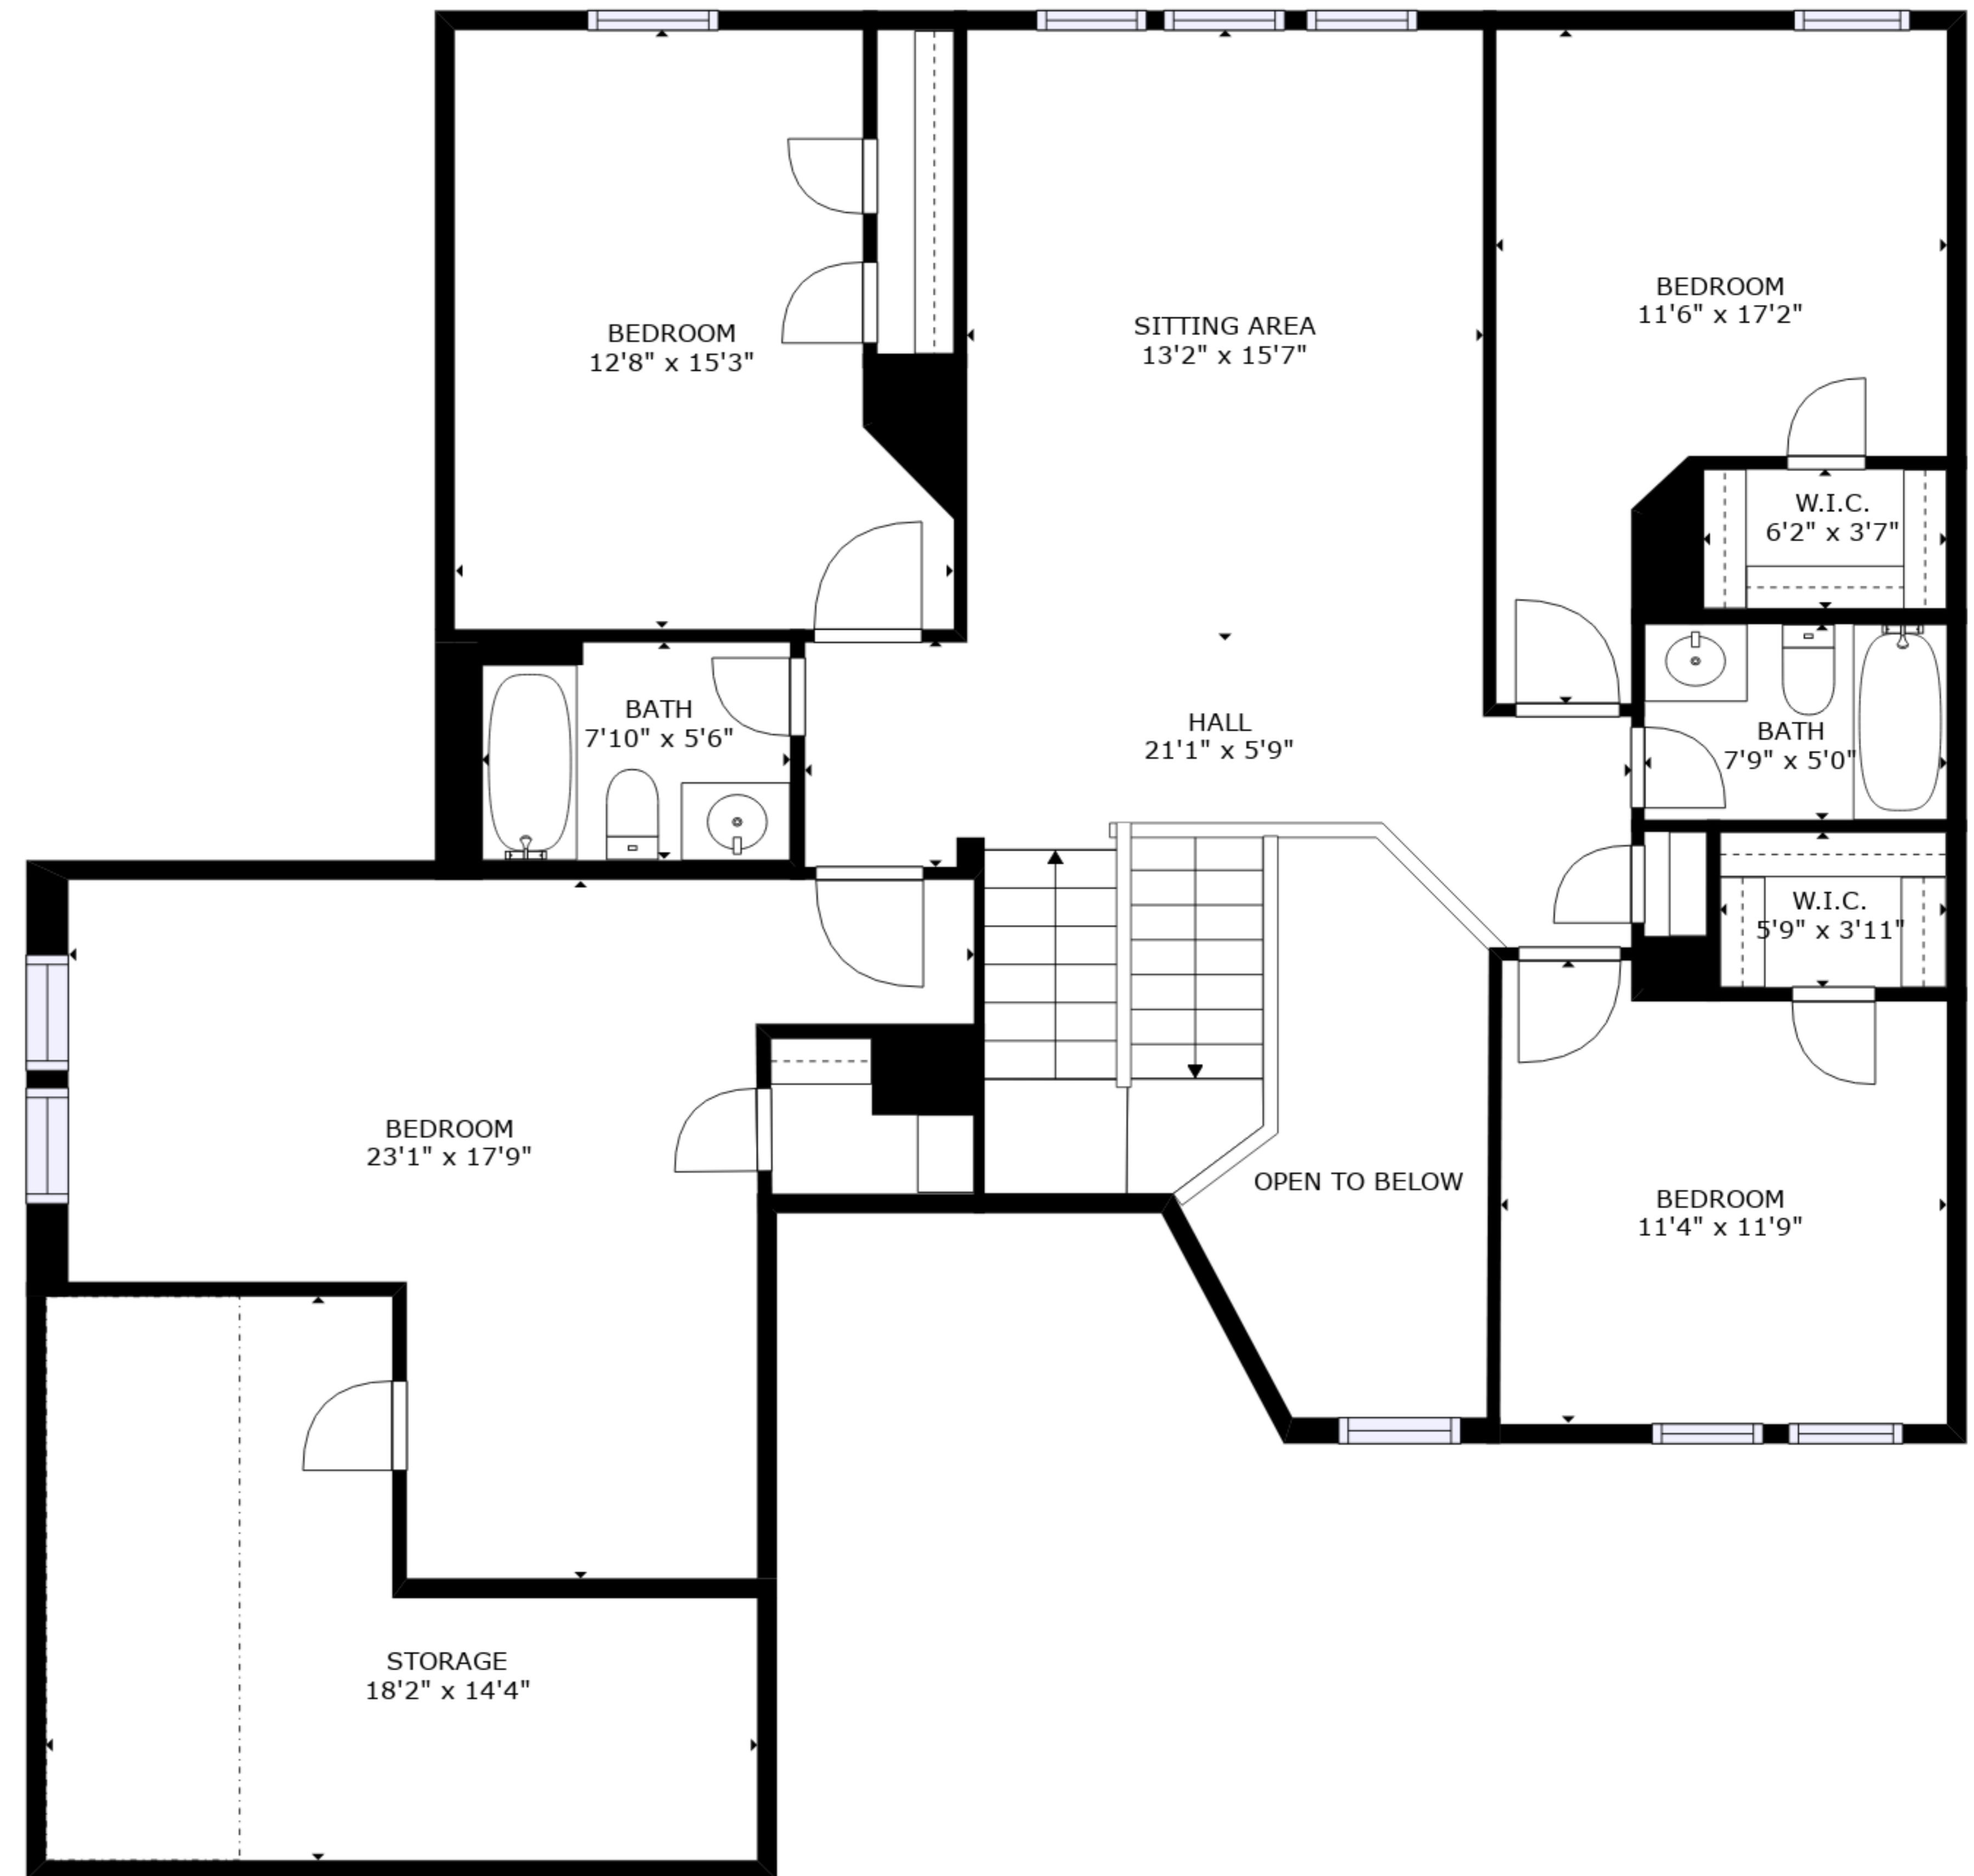 BEDROOM
12'8" x 15'3"
SITTING AREA
13'2" x 15'7"
BEDROOM
11'6" x 17'2"
W.I.C.
6'2" x 3'7"
BATH
7'10" x 5'6"
HALL
21'1" x 5'9"
BATH
7'9" x 5'0"
W.I.C.
5'9" x 3'11"
BEDROOM
23'1" x 17'9"
OPEN TO BELOW
BEDROOM
11'4" x 11'9"
STORAGE
18'2" x 14'4"